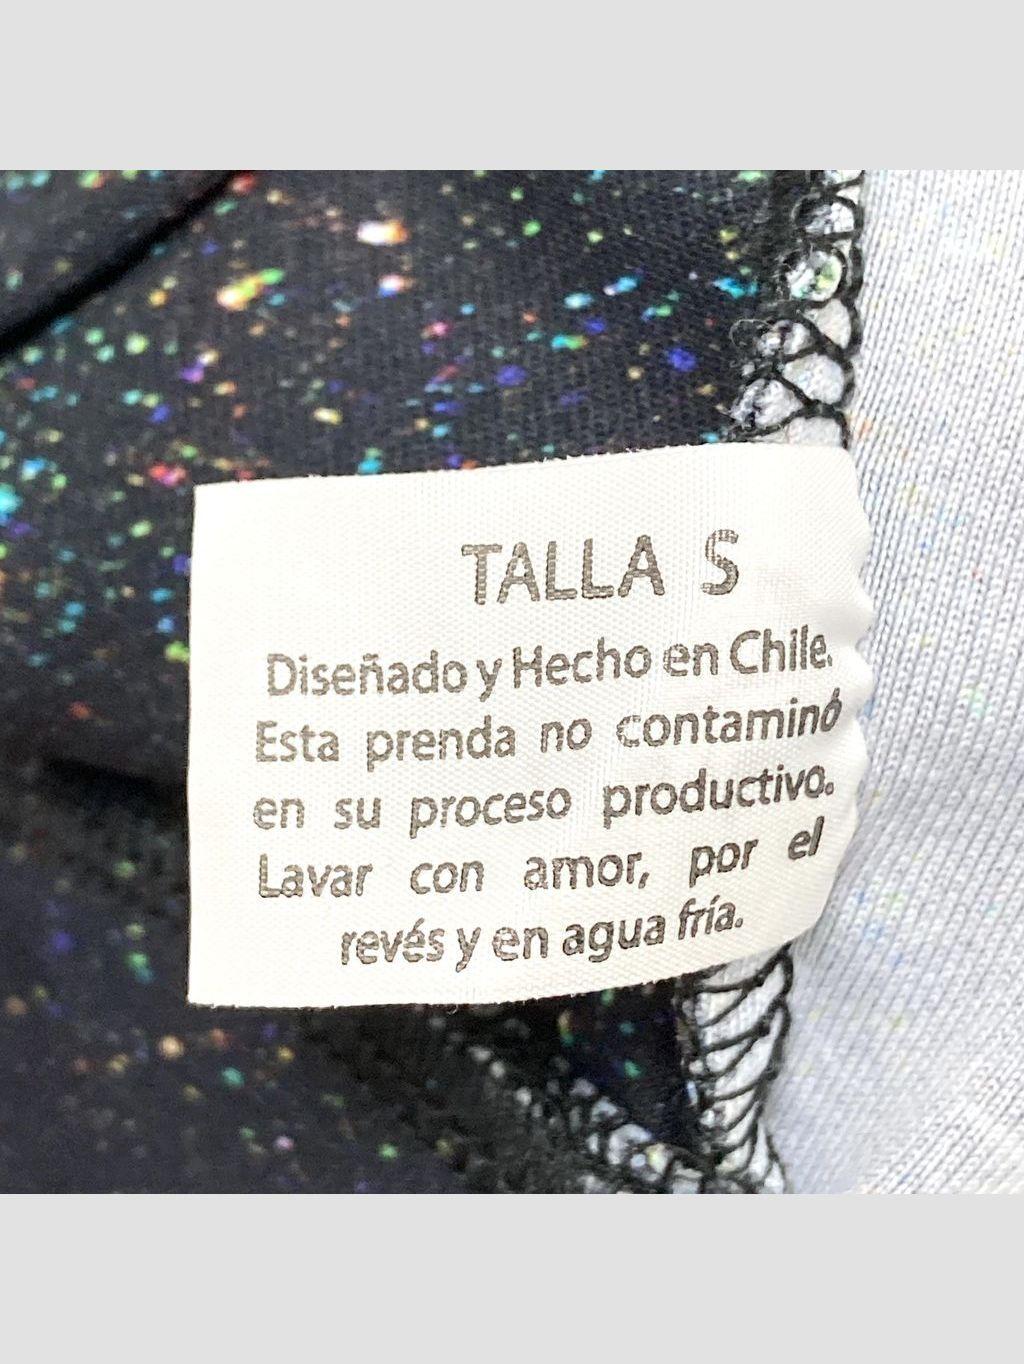 TALLA S
Diseñado y Hecho en Chile.
Esta prenda no contaminó
en su proceso productivo.
Lavar con amor, por el
revés y en agua fría.